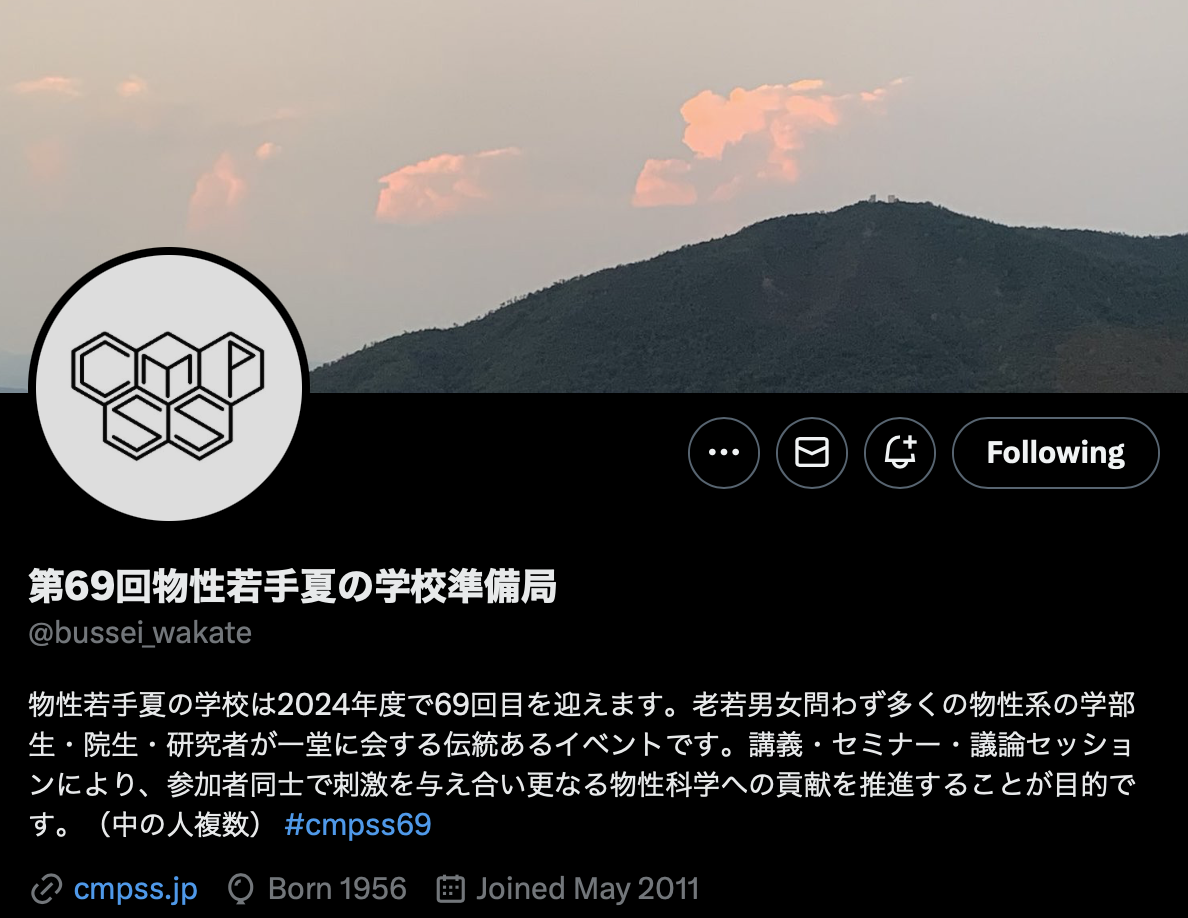 CMP
SS
Following
第69回物性若手夏の学校準備局
@bussei_wakate
物性若手夏の学校は2024年度で69回目を迎えます。老若男女問わず多くの物性系の学部
生・院生・研究者が一堂に会する伝統あるイベントです。講義・セミナー・議論セッショ
ンにより、参加者同士で刺激を与え合い更なる物性科学への貢献を推進することが目的で
す。（中の人複数） #cmpss69
cmpss.jp Born 1956 Joined May 2011